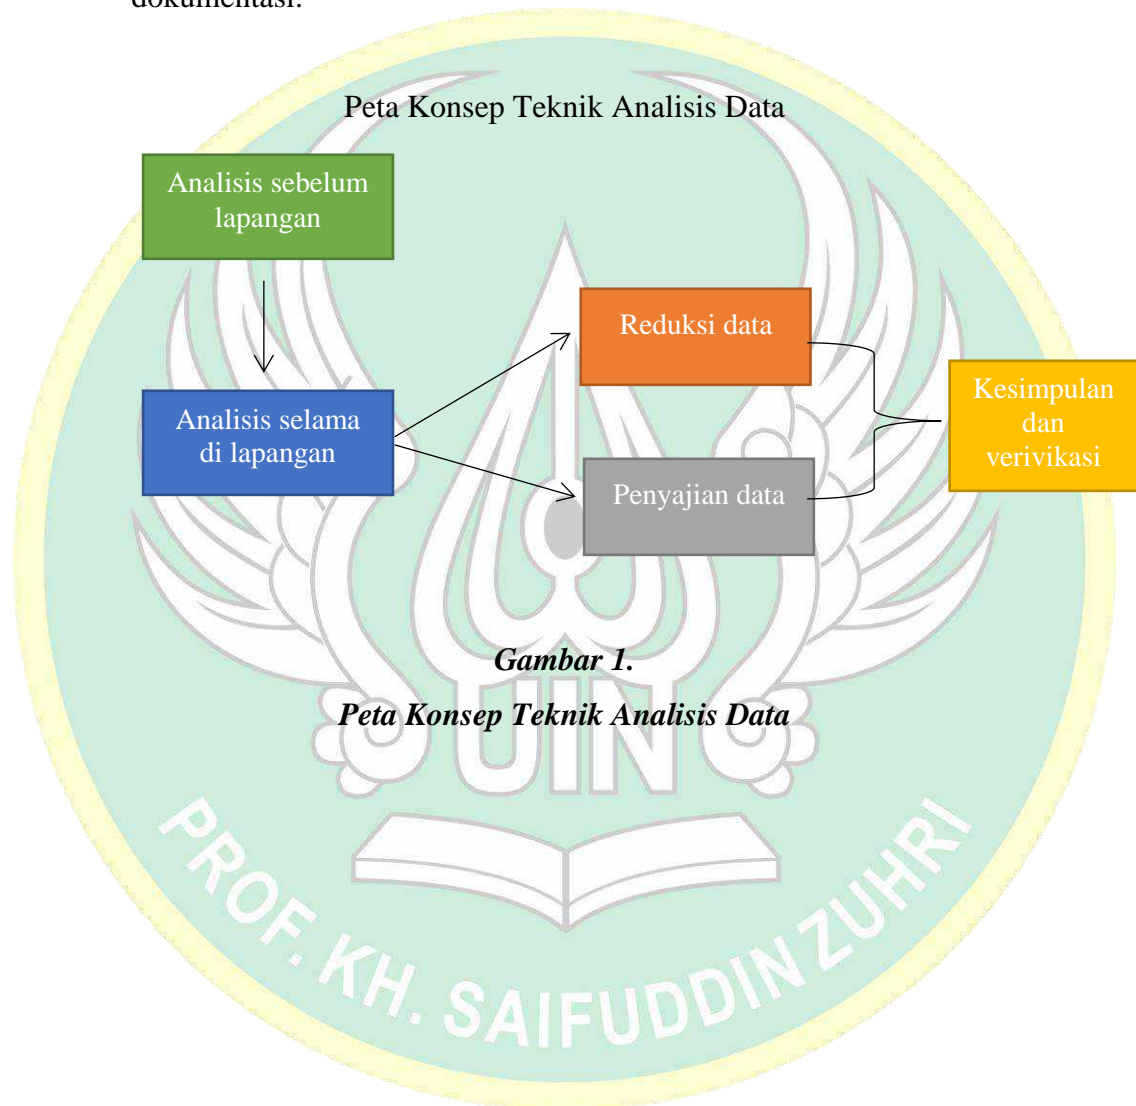 dokumentasi.
Peta Konsep Teknik Analisis Data
Analisis sebelum
lapangan
Reduksi data
Analisis selama
di lapangan
Kesimpulan
dan
verivikasi
Penyajian data
Gambar 1.
Peta Konsep Teknik Analisis Data
UIN
PROF. KH. SAIFUDDIN ZUHRI